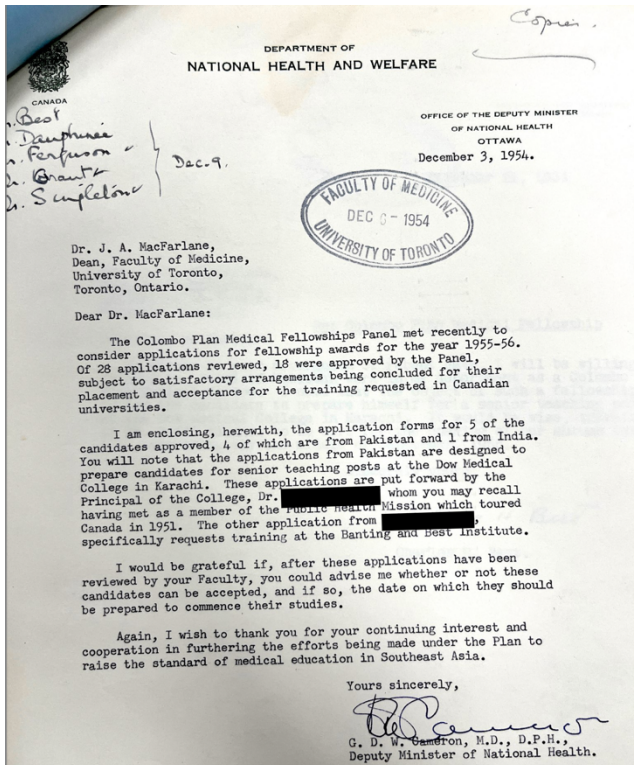 Copies.
DEPARTMENT OF
NATIONAL HEALTH AND WELFARE
CANADA
OFFICE OF THE DEPUTY MINISTER
OF NATIONAL HEALTH
OTTAWA
December 3, 1954.
Best
Dauphinee
Ferguson
Grant
Singleton
Dec. 9.
FACULTY OF MEDICINE
DEC 6 - 1954
UNIVERSITY OF TORONTO
Dr. J. A. MacFarlane,
Dean, Faculty of Medicine,
University of Toronto,
Toronto, Ontario.
Dear Dr. MacFarlane:
The Colombo Plan Medical Fellowships Panel met recently to
consider applications for fellowship awards for the year 1955-56.
Of 28 applications reviewed, 18 were approved by the Panel,
subject to satisfactory arrangements being concluded for their
placement and acceptance for the training requested in Canadian
universities.
I am enclosing, herewith, the application forms for 5 of the
candidates approved, 4 of which are from Pakistan and 1 from India.
You will note that the applications from Pakistan are designed to
prepare candidates for senior teaching posts at the Dow Medical
College in Karachi. These applications are put forward by the
Principal of the College, Dr. whom you may recall
having met as a member of the Public Health Mission which toured
Canada in 1951. The other application from ,
specifically requests training at the Banting and Best Institute.
I would be grateful if, after these applications have been
reviewed by your Faculty, you could advise me whether or not these
candidates can be accepted, and if so, the date on which they should
be prepared to commence their studies.
Again, I wish to thank you for your continuing interest and
cooperation in furthering the efforts being made under the Plan to
raise the standard of medical education in Southeast Asia.
Yours sincerely,
G. D. W. Cameron, M.D., D.P.H.,
Deputy Minister of National Health.